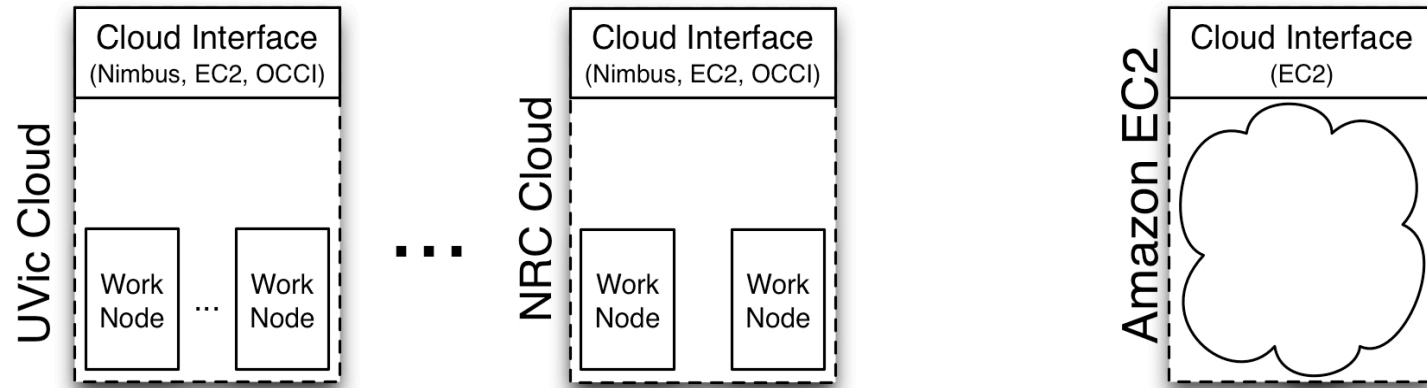 UVic Cloud
Cloud Interface
(Nimbus, EC2, OCCI)
Work
Node
...
Work
Node
...
NRC Cloud
Cloud Interface
(Nimbus, EC2, OCCI)
Work
Node
Work
Node
Amazon EC2
Cloud Interface
(EC2)